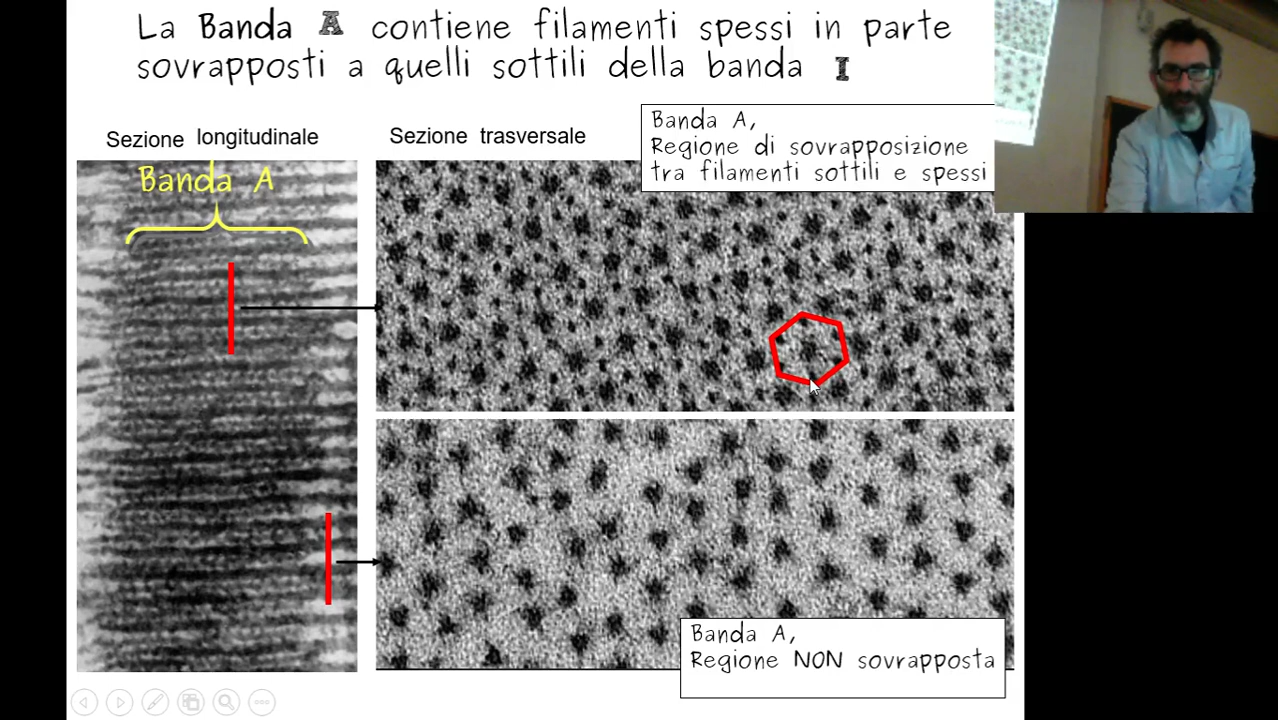 La Banda A contiene filamenti spessi in parte
sovrapposti a quelli sottili della banda I
Sezione longitudinale
Sezione trasversale
Banda A,
Regione di sovrapposizione
tra filamenti sottili e spessi
Banda A
Banda A,
Regione NON sovrapposta